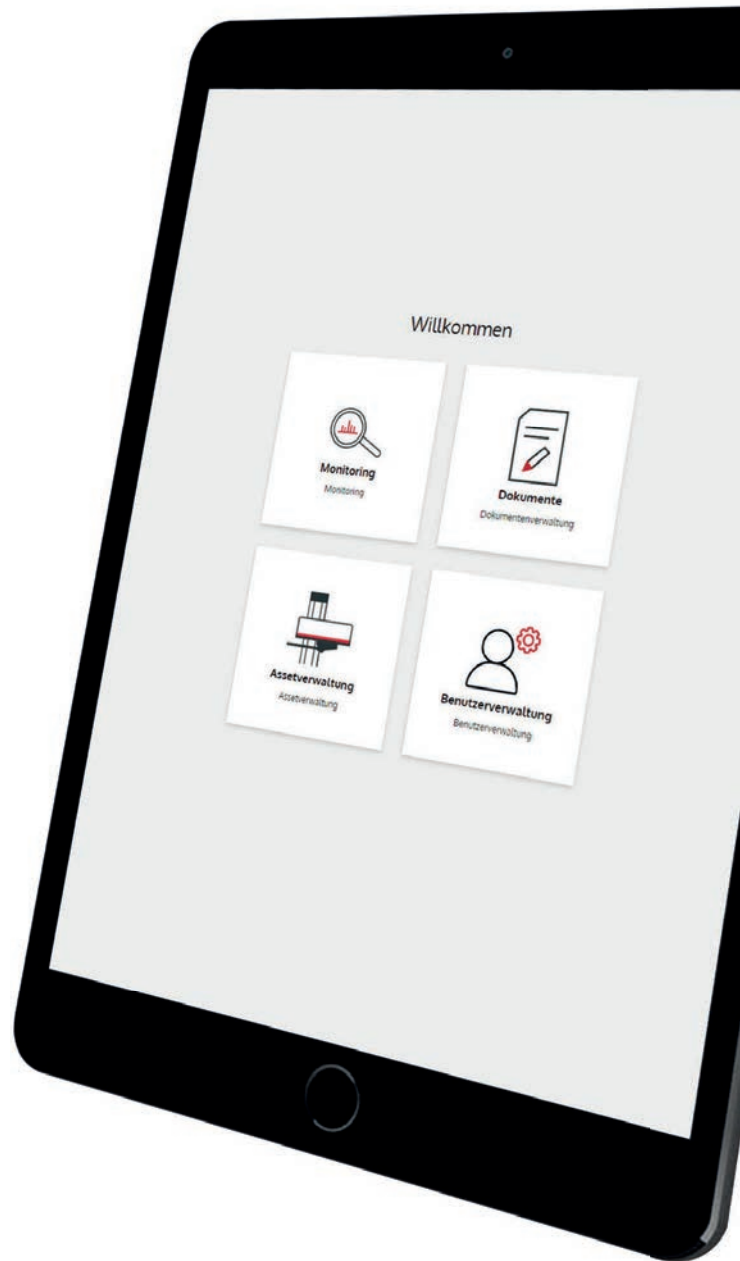 Willkommen
Monitoring
Monitoring
Dokumente
Dokumentenverwaltung
Assetverwaltung
Assetverwaltung
Benutzerverwaltung
Benutzerverwaltung